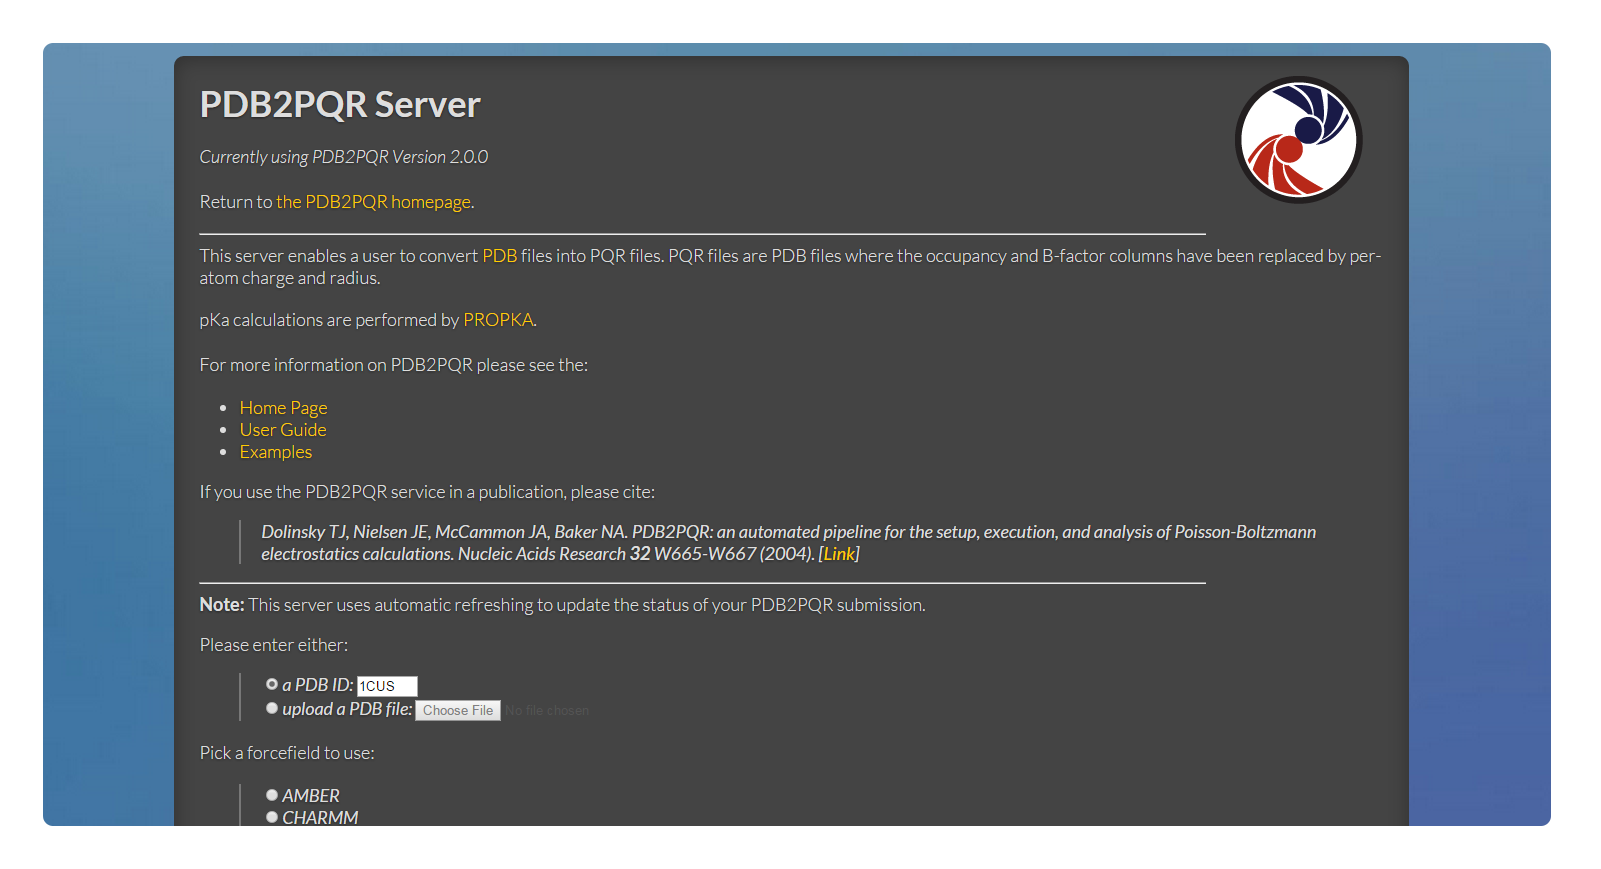 PDB2PQR Server
Currently using PDB2PQR Version 2.0.0
Return to the PDB2PQR homepage.
This server enables a user to convert PDB files into PQR files. PQR files are PDB files where the occupancy and B-factor columns have been replaced by per-
atom charge and radius.
pKa calculations are performed by PROPKA.
For more information on PDB2PQR please see the:
Home Page
User Guide
Examples
If you use the PDB2PQR service in a publication, please cite:
Dolinsky TJ, Nielsen JE, McCammon JA, Baker NA. PDB2PQR: an automated pipeline for the setup, execution, and analysis of Poisson-Boltzmann
electrostatics calculations. Nucleic Acids Research 32 W665-W667 (2004). [Link]
Note: This server uses automatic refreshing to update the status of your PDB2PQR submission.
Please enter either:
a PDB ID: 1CUS
upload a PDB file: Choose File No file chosen
Pick a forcefield to use:
AMBER
CHARMM